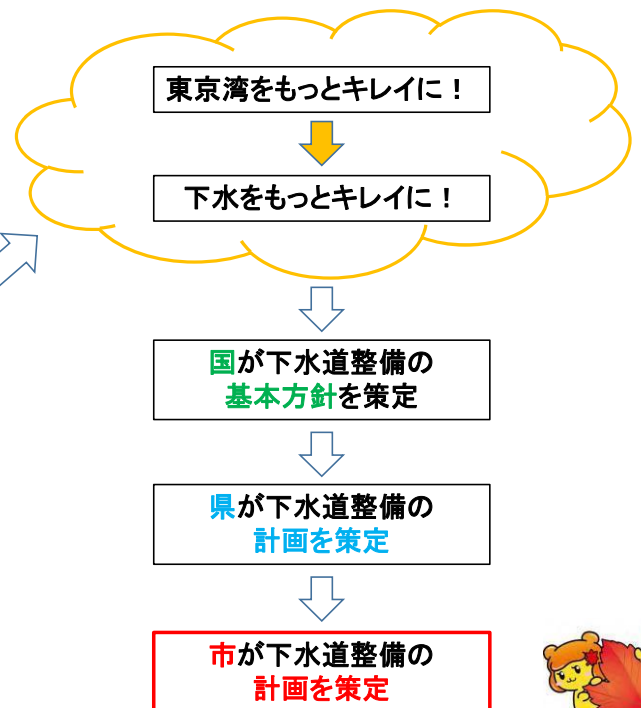 東京湾をもっとキレイに！
下水をもっとキレイに！
国が下水道整備の
基本方針を策定
県が下水道整備の
計画を策定
市が下水道整備の
計画を策定